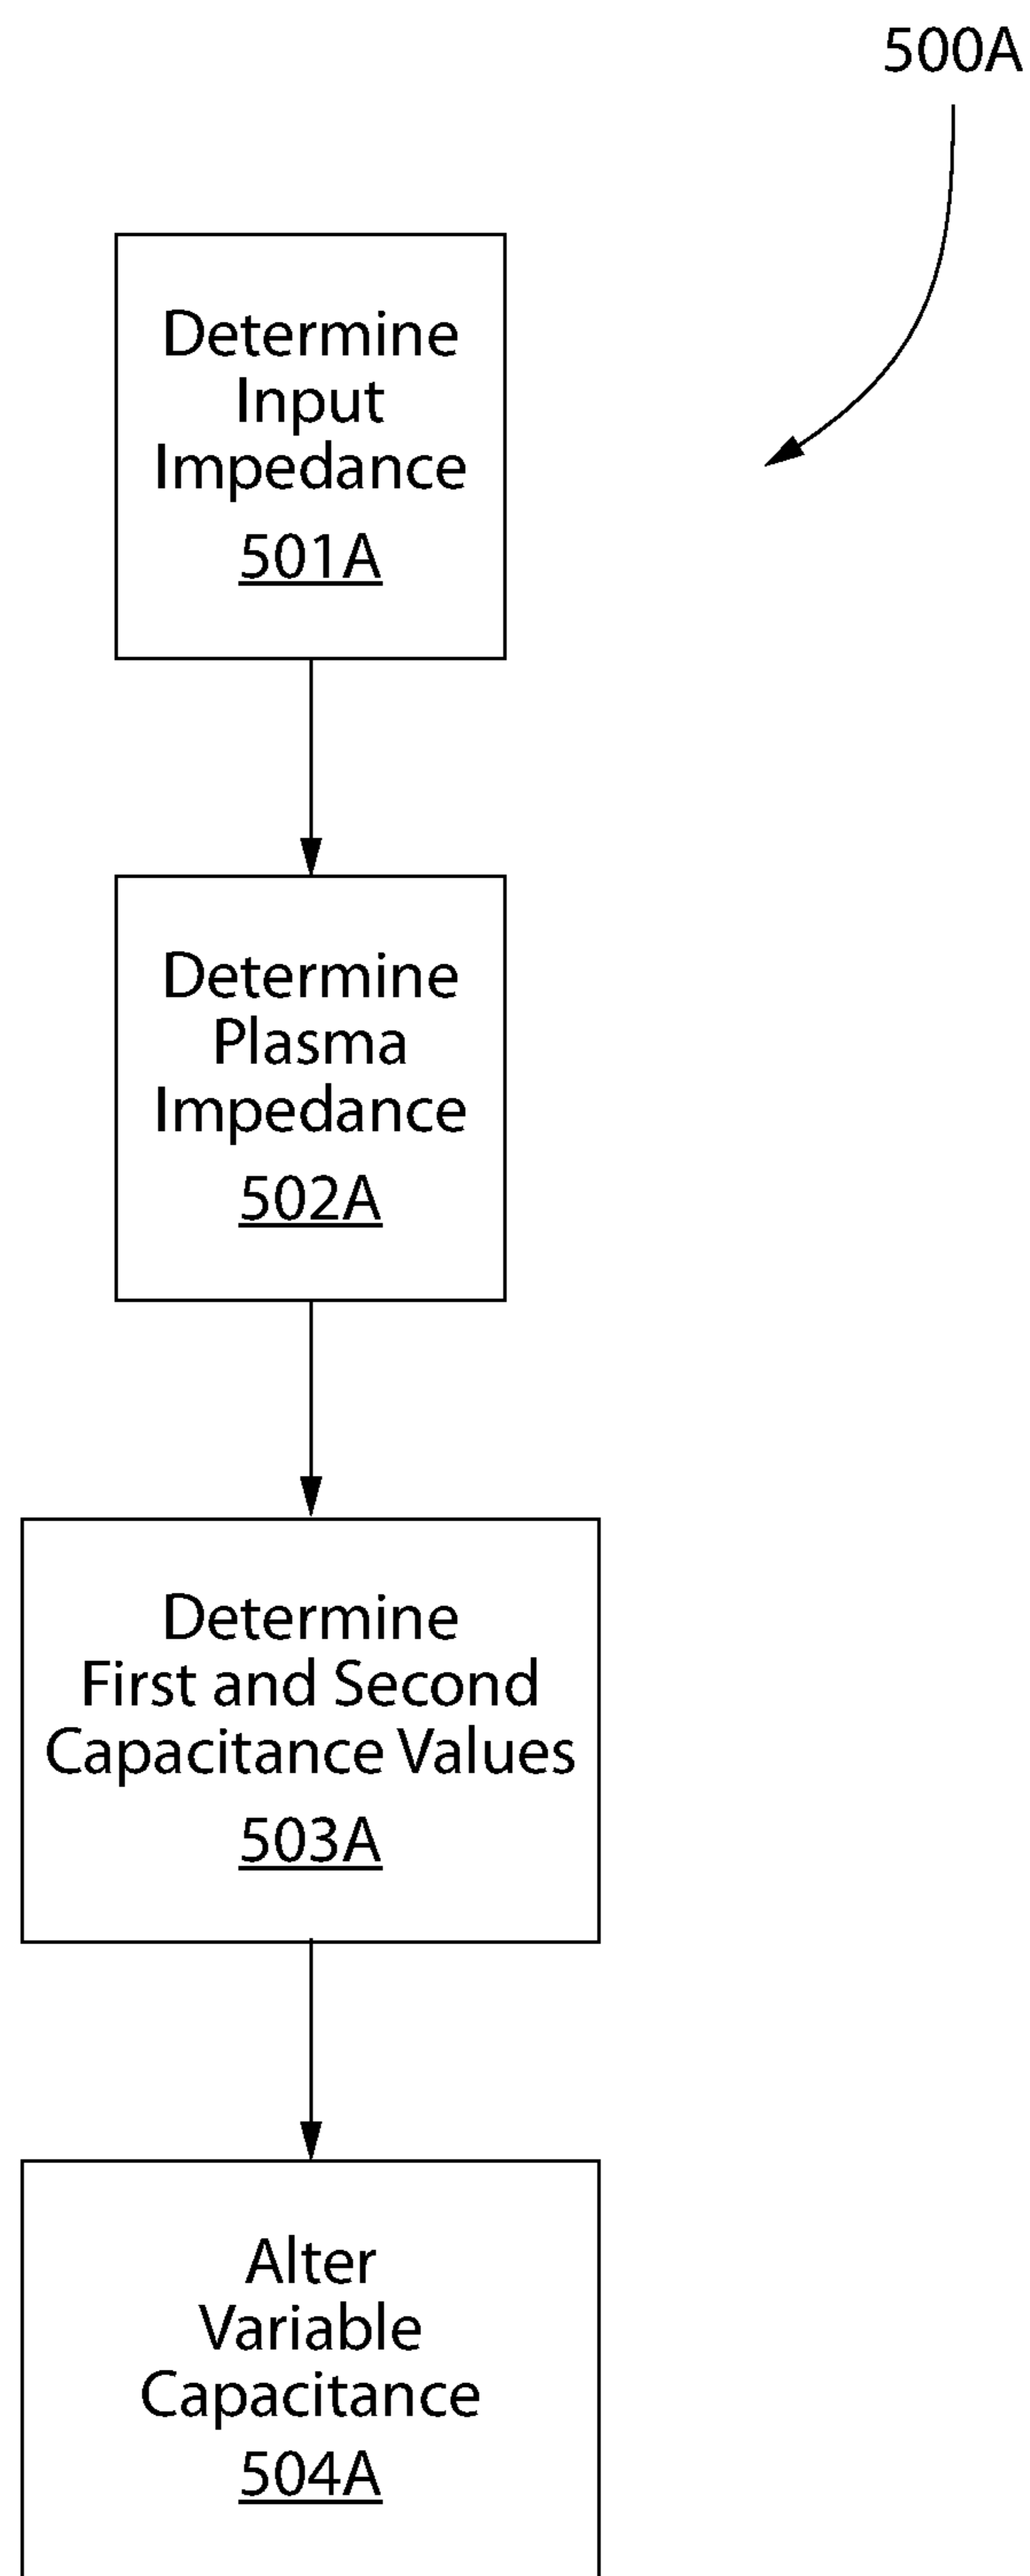 500A
Determine
Input
Impedance
501A
Determine
Plasma
Impedance
502A
Determine
First and Second
Capacitance Values
503A
Alter
Variable
Capacitance
504A